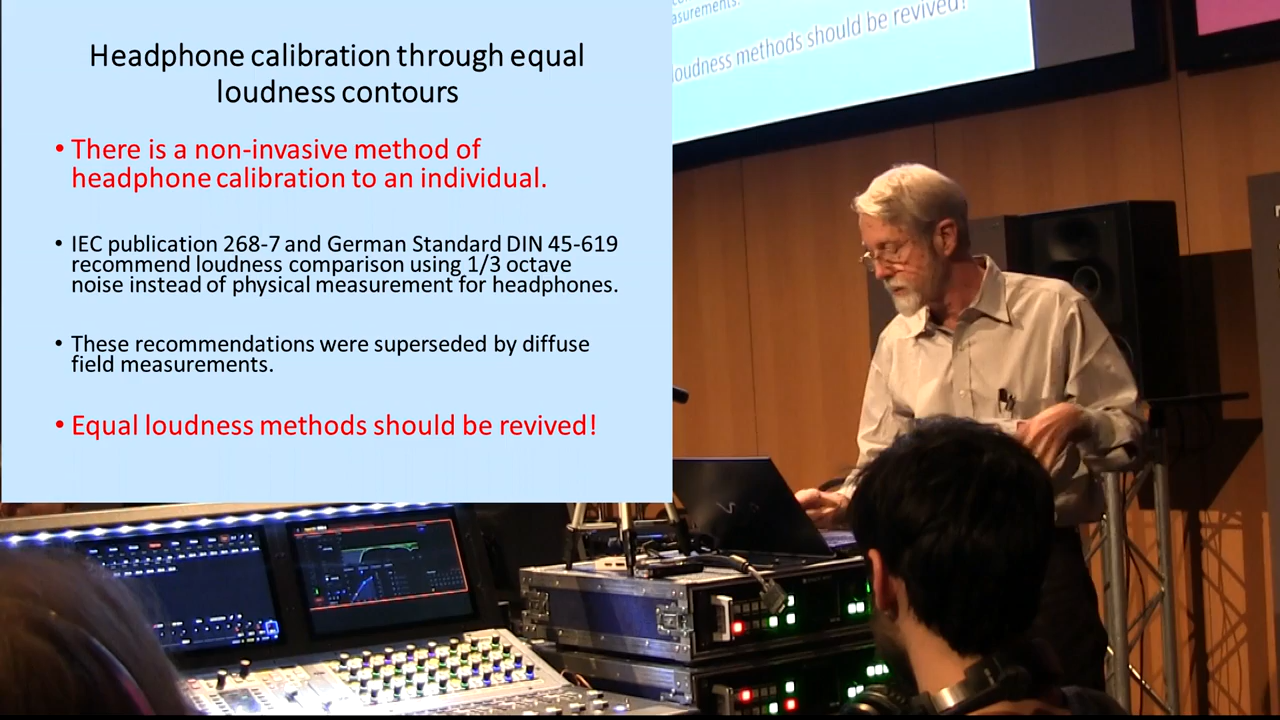 Headphone calibration through equal
loudness contours
• There is a non-invasive method of
headphone calibration to an individual.
• IEC publication 268-7 and German Standard DIN 45-619
recommend loudness comparison using 1/3 octave
noise instead of physical measurement for headphones.
• These recommendations were superseded by diffuse
field measurements.
• Equal loudness methods should be revived!
asurements.
loudness methods should be revived!